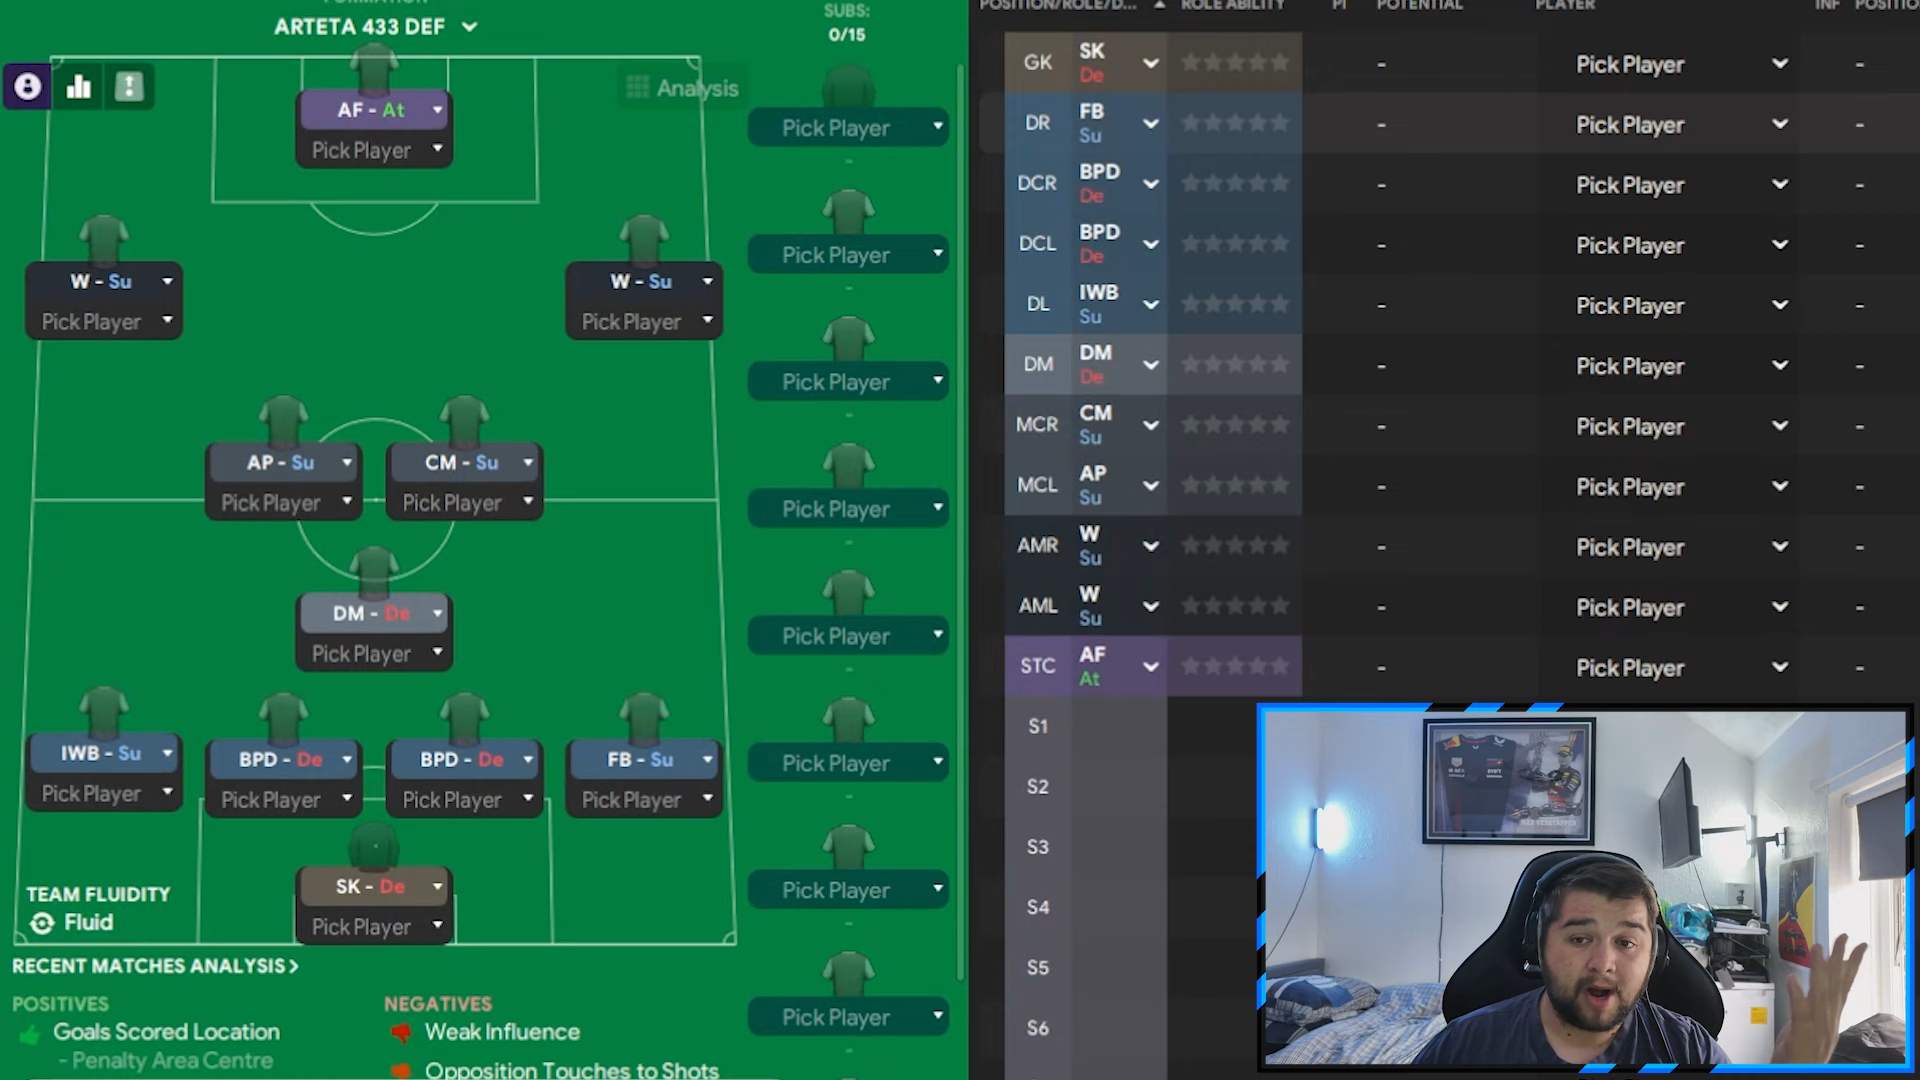 FORMATION
ARTETA 433 DEF
SUBS:
0/15
Analysis
AF - At
Pick Player
W - Su
Pick Player
W - Su
Pick Player
AP - Su
Pick Player
CM - Su
Pick Player
DM - De
Pick Player
IWB - Su
Pick Player
BPD - De
Pick Player
BPD - De
Pick Player
FB - Su
Pick Player
SK - De
Pick Player
TEAM FLUIDITY
Fluid
RECENT MATCHES ANALYSIS
POSITIVES
Goals Scored Location
- Penalty Area Centre
NEGATIVES
Weak Influence
Opposition Touches to Shots
Pick Player
-
Pick Player
-
Pick Player
-
Pick Player
-
Pick Player
-
Pick Player
-
Pick Player
-
Pick Player
-
POSITION/ROLE/D... ROLE ABILITY PI POTENTIAL PLAYER INF POSITIO
GK SK De - Pick Player -
DR FB Su - Pick Player -
DCR BPD De - Pick Player -
DCL BPD De - Pick Player -
DL IWB Su - Pick Player -
DM DM De - Pick Player -
MCR CM Su - Pick Player -
MCL AP Su - Pick Player -
AMR W Su - Pick Player -
AML W Su - Pick Player -
STC AF At - Pick Player -
S1
S2
S3
S4
S5
S6